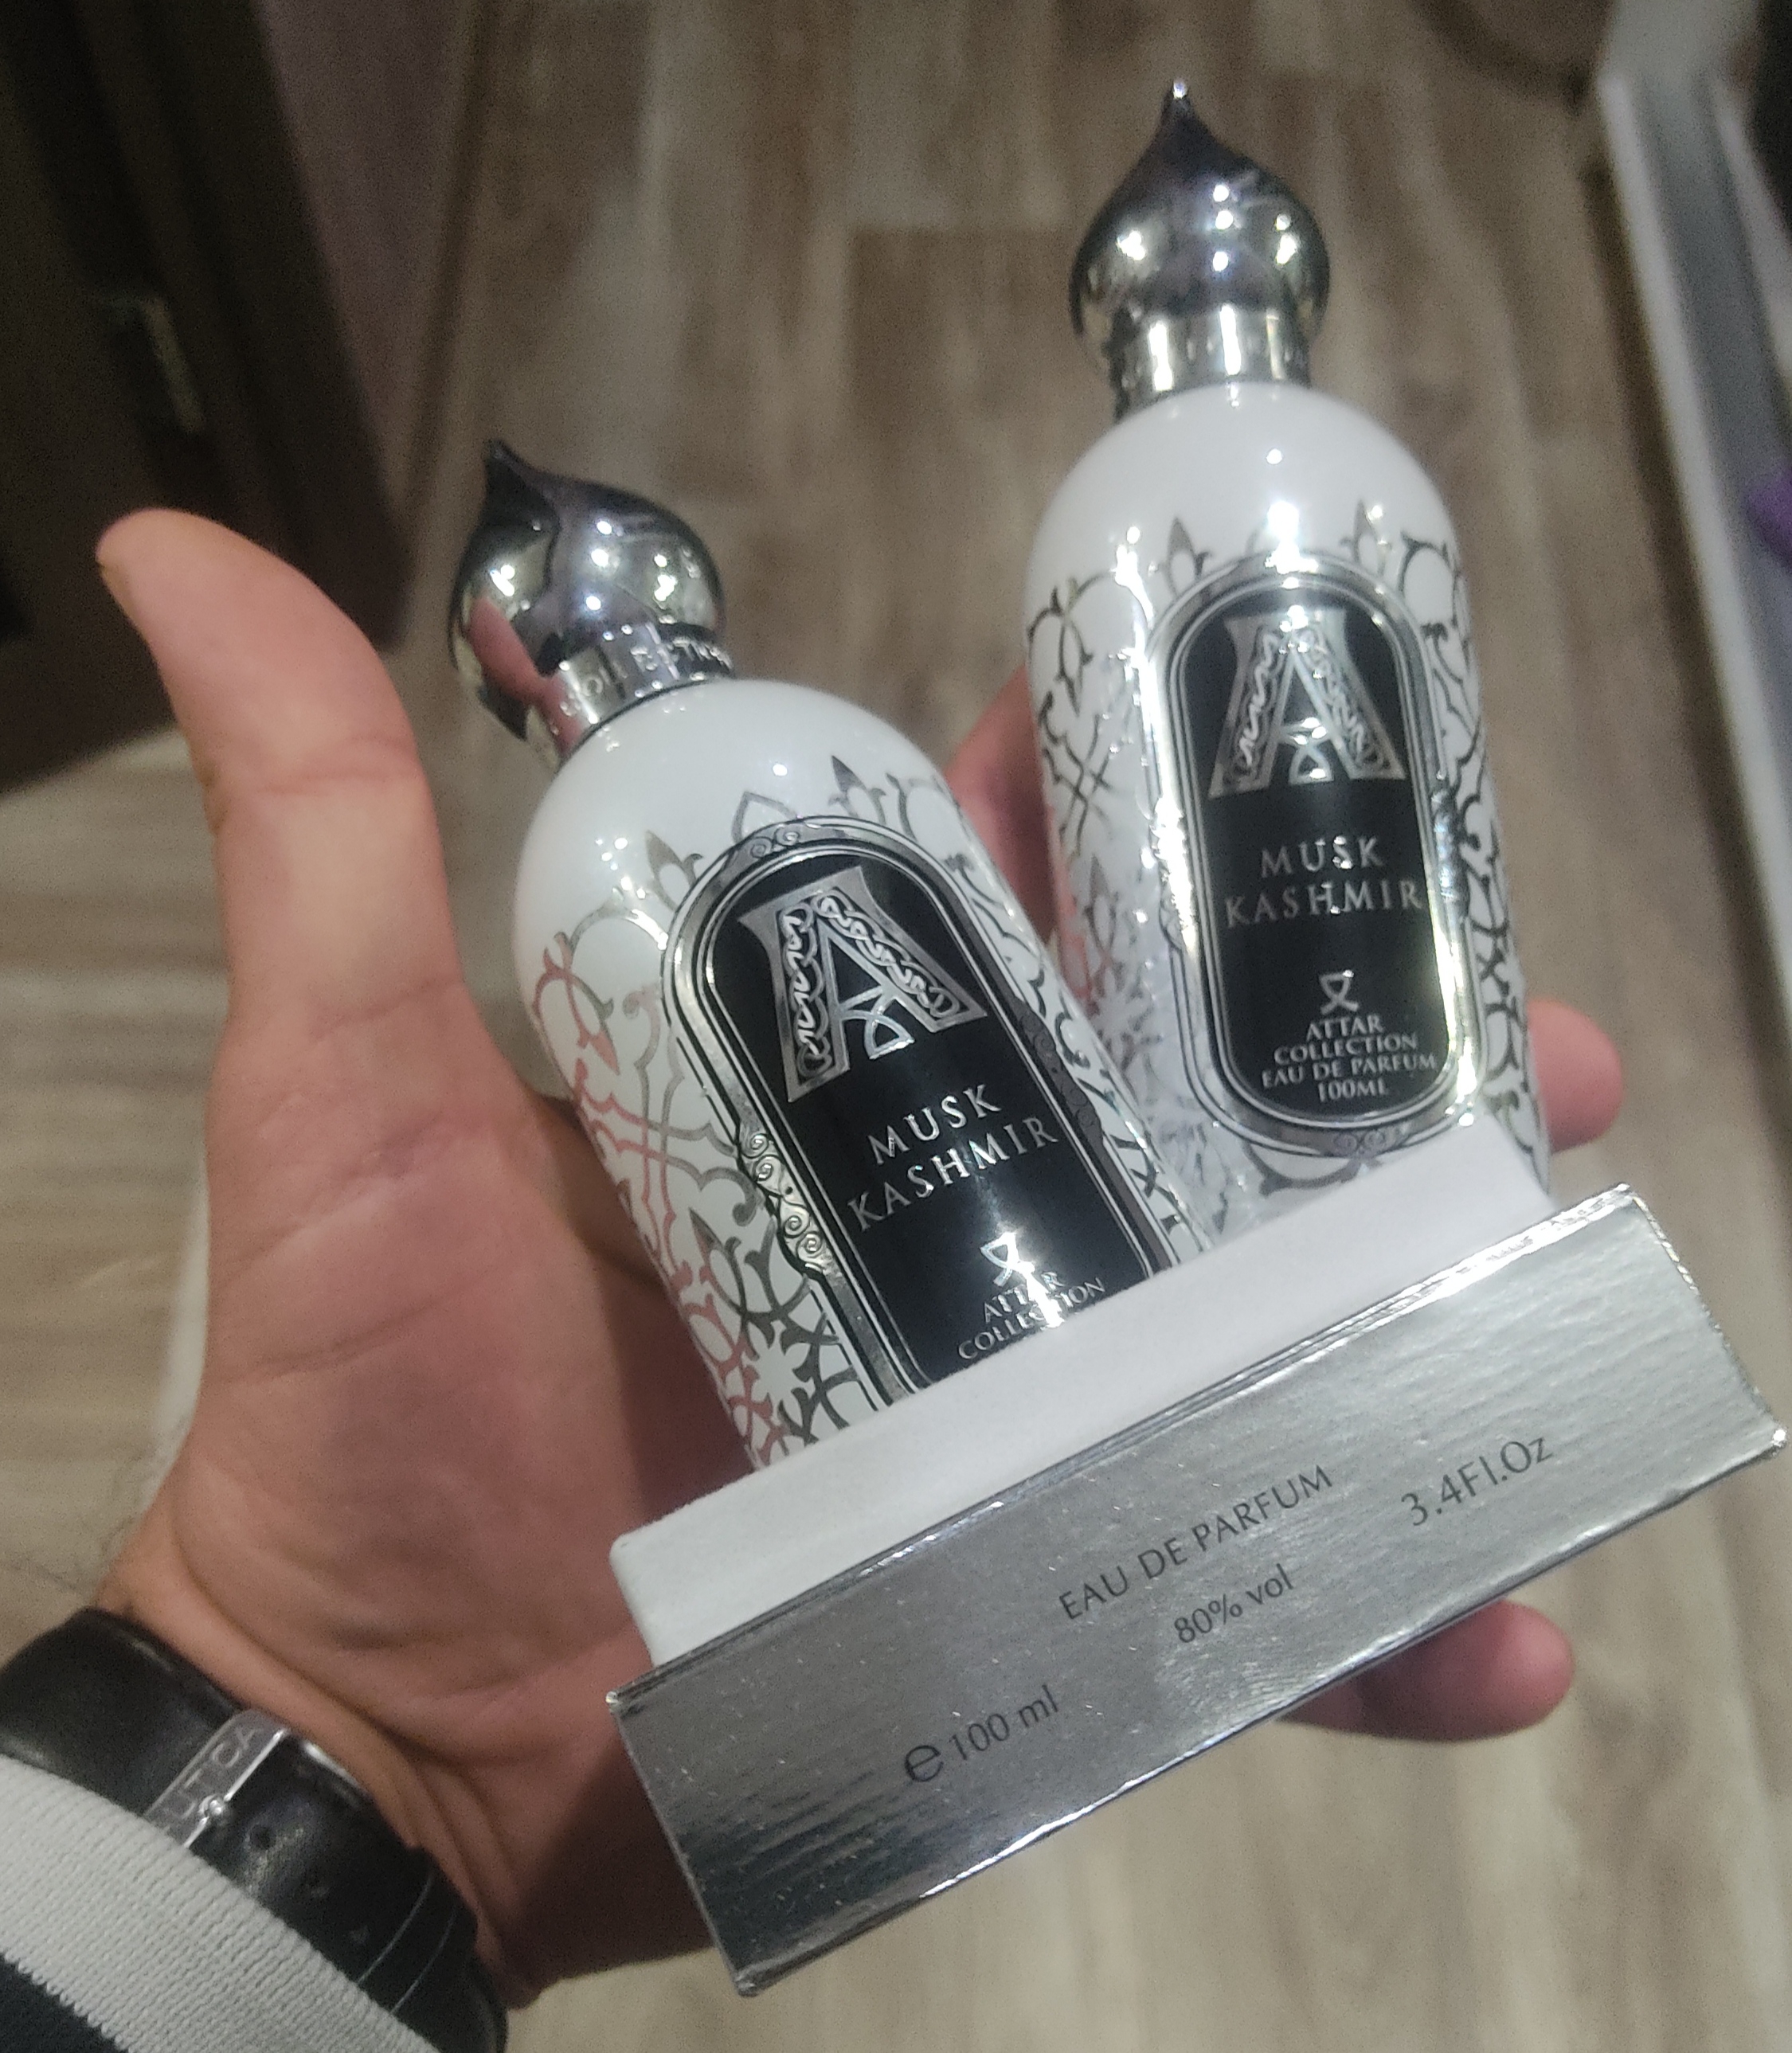 A
MUSK
KASHMIR
ATTAR
COLLECTION
A
MUSK
KASHMIR
ATTAR
COLLECTION
EAU DE PARFUM
100ML
EAU DE PARFUM 3.4Fl.Oz
80% vol
e 100 ml